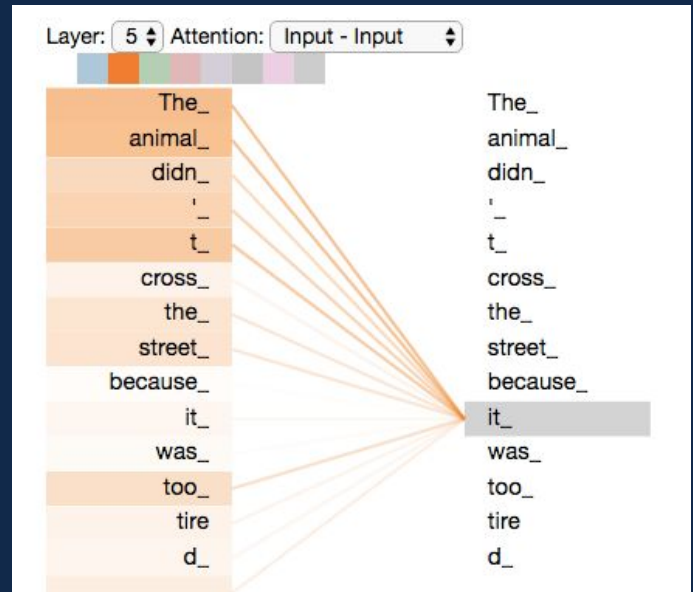 Layer: 5 Attention: Input - Input
The_ The_
animal_ animal_
didn_ didn_
'_ '_
t_ t_
cross_ cross_
the_ the_
street_ street_
because_ because_
it_ it_
was_ was_
too_ too_
tire tire
d_ d_